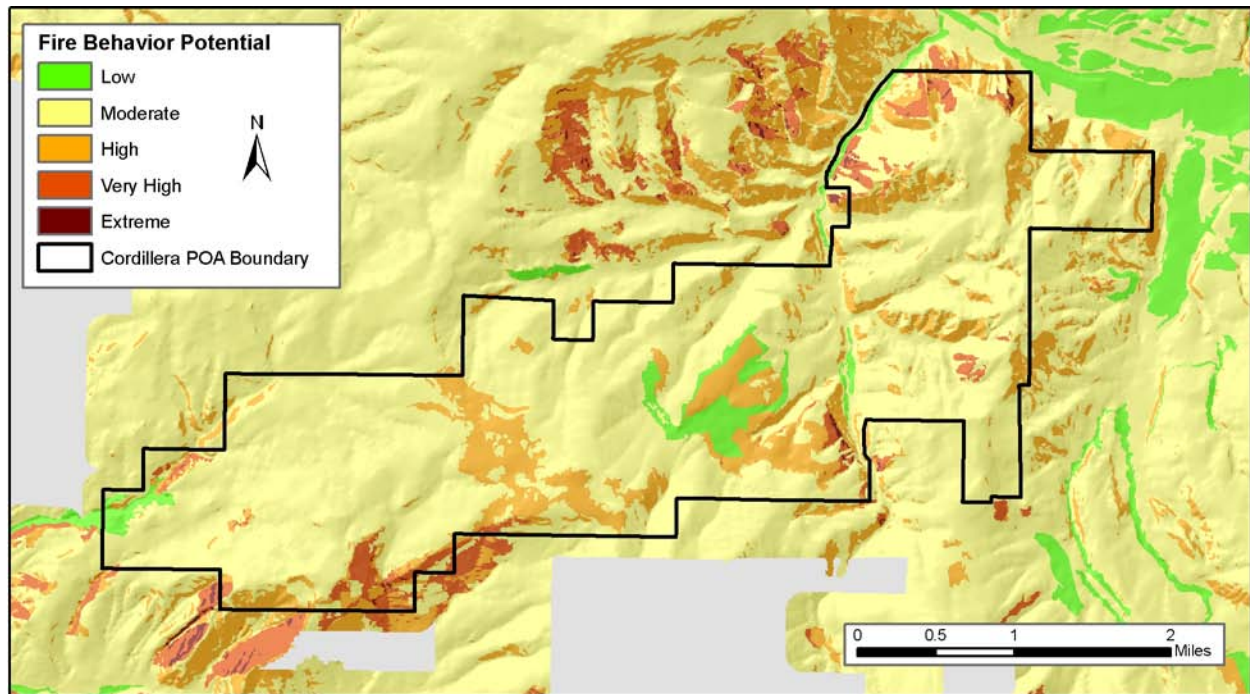 Fire Behavior Potential
Low
Moderate
High
Very High
Extreme
Cordillera POA Boundary
N
0 0.5 1 2
Miles